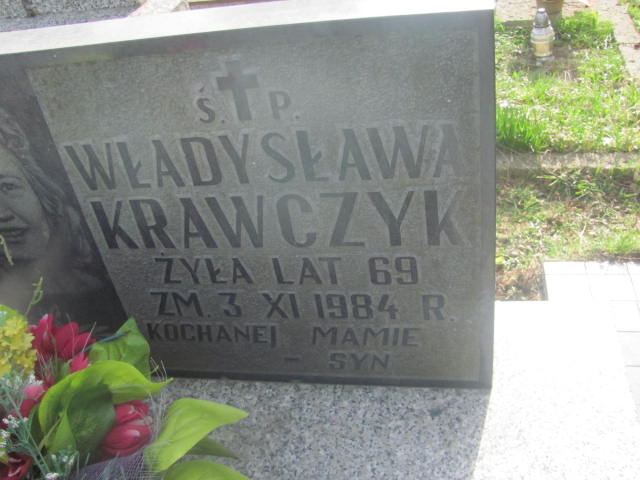 Ś. P.
WŁADYSŁAWA
KRAWCZYK
ŻYŁA LAT 69
ZM. 3 XI 1984 R.
KOCHANEJ MAMIE
- SYN